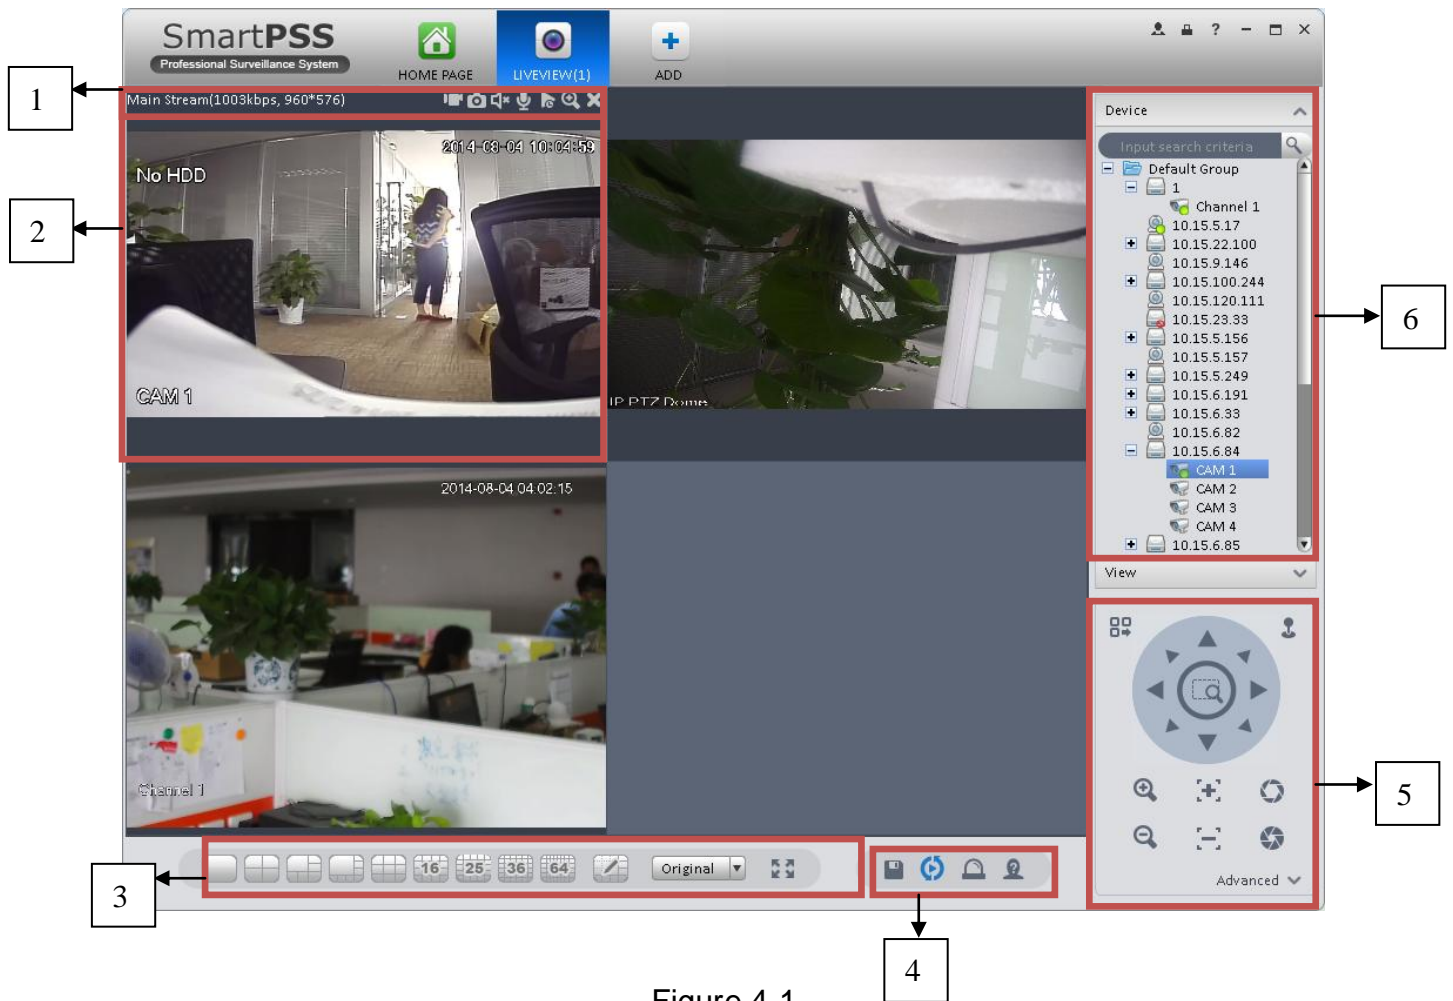 SmartPSS
Professional Surveillance System
HOME PAGE
LIVEVIEW(1)
ADD
?
1
Main Stream(1003kbps, 960*576)
2014-08-04 10:04:59
No HDD
CAM 1
2
IP PTZ Dome
2014-08-04 04:02:15
Channel 1
Device
Input search criteria
Default Group
1
Channel 1
10.15.5.17
10.15.22.100
10.15.9.146
10.15.100.244
10.15.120.111
10.15.23.33
10.15.5.156
10.15.5.157
10.15.5.249
10.15.6.191
10.15.6.33
10.15.6.82
10.15.6.84
CAM 1
CAM 2
CAM 3
CAM 4
10.15.6.85
6
View
5
Advanced
3
16 25 36 64 Original
4
Figure 4-1